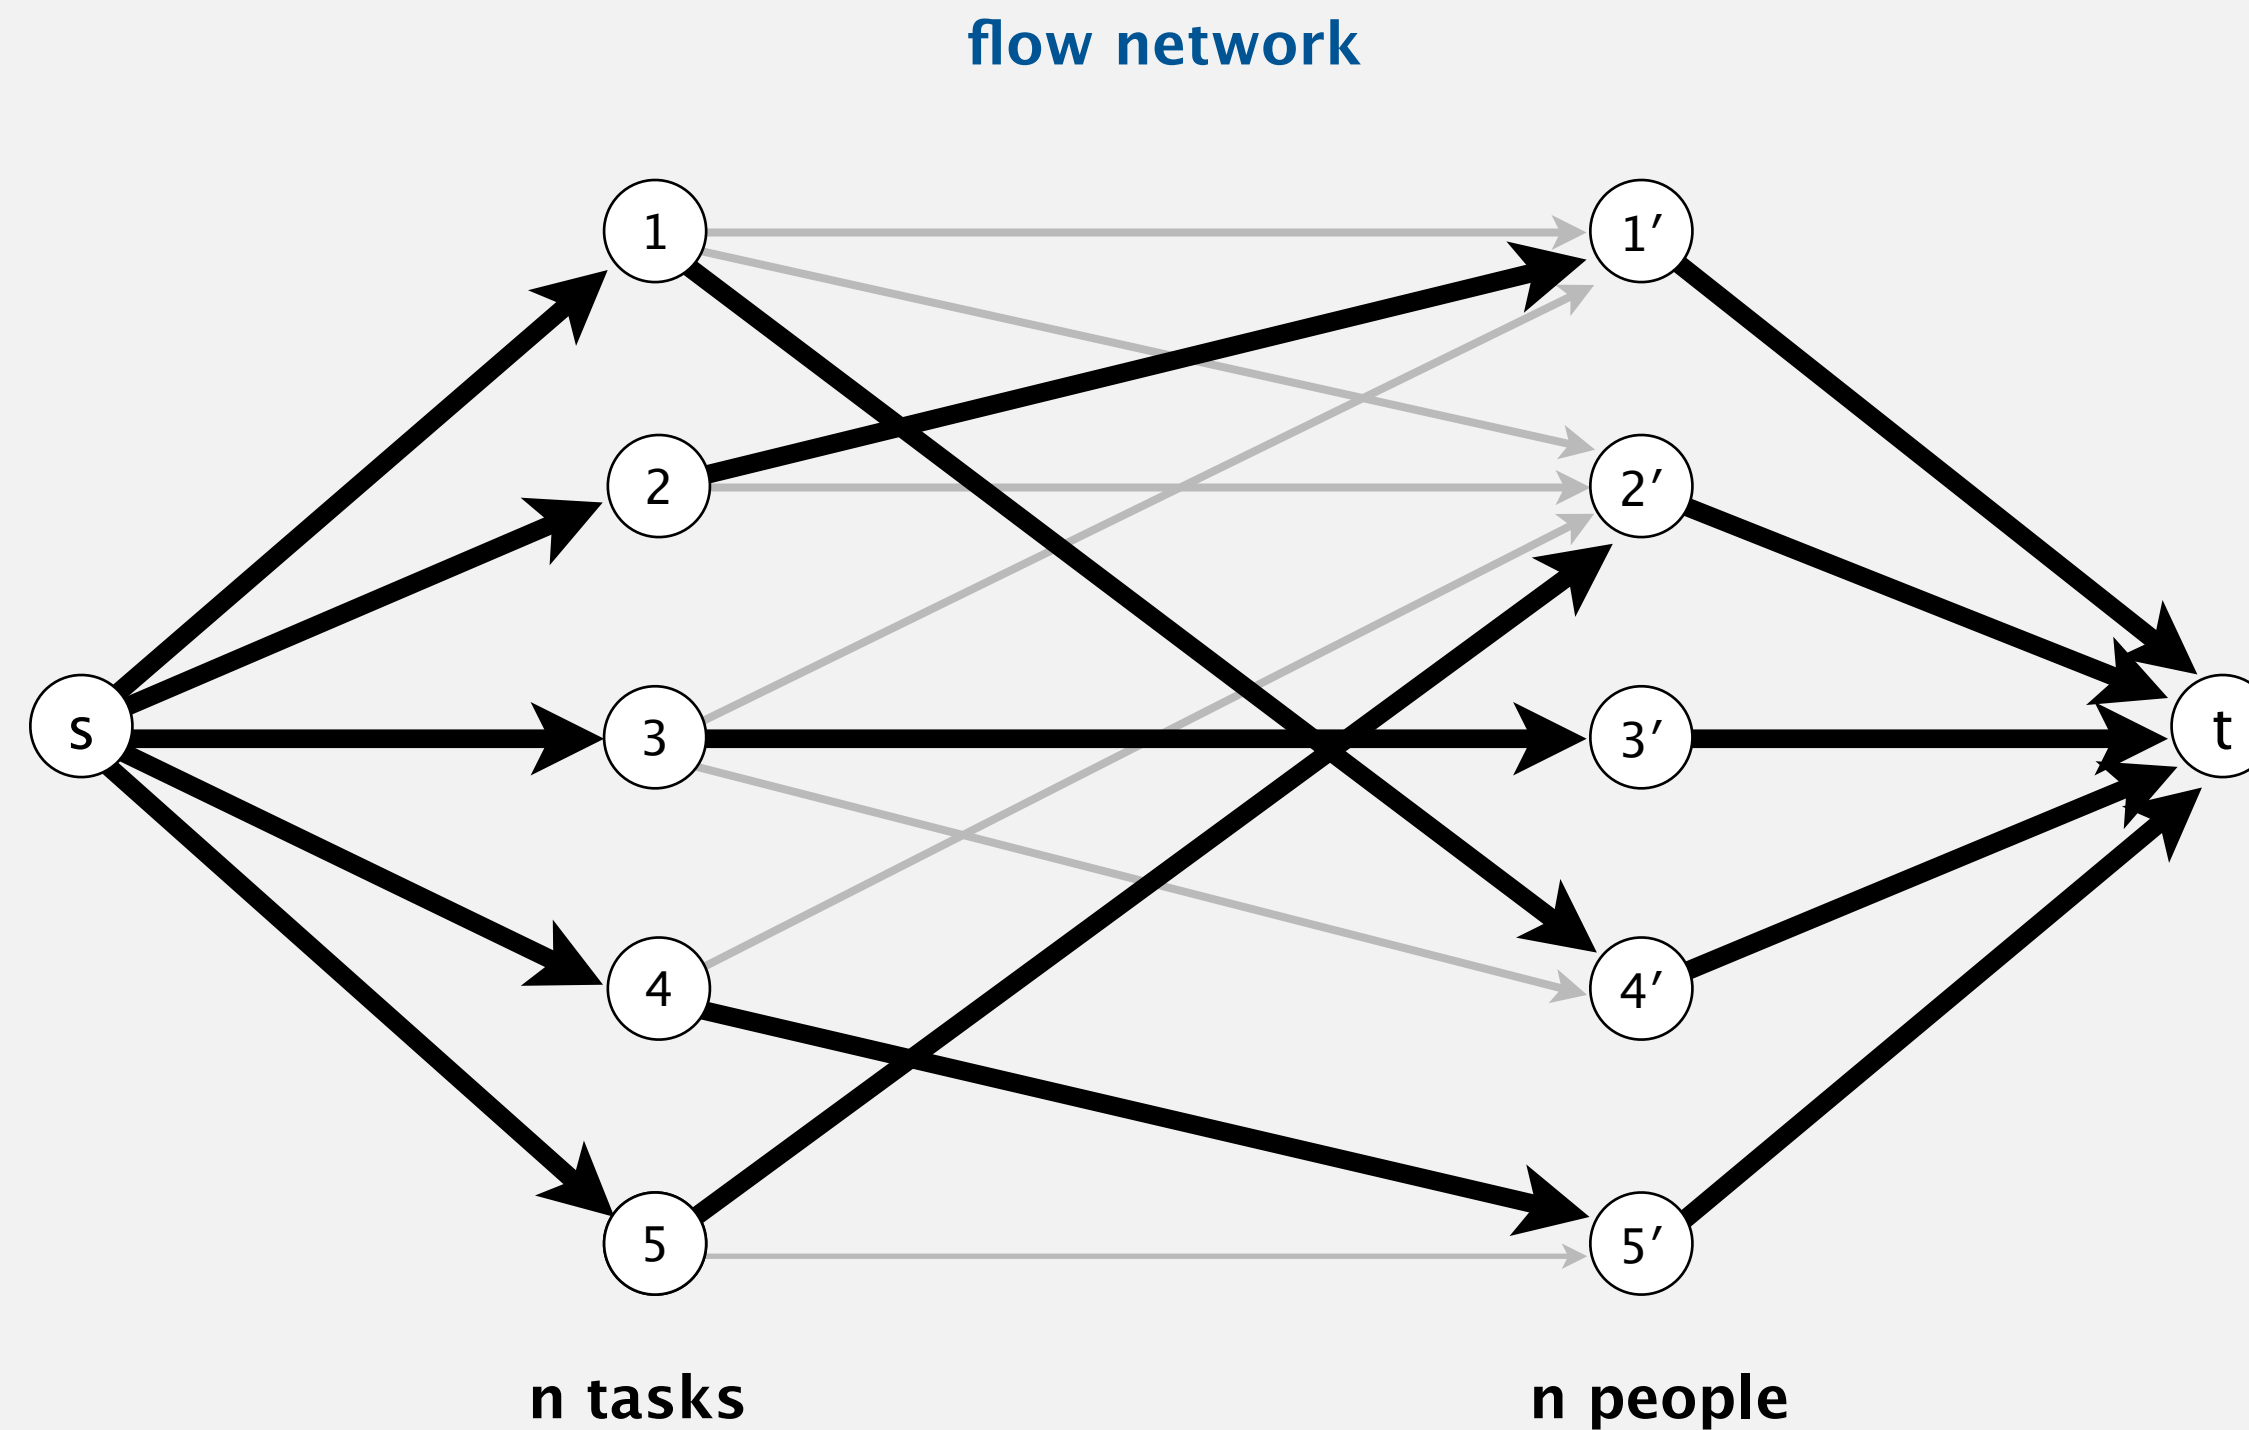 flow network
1 1′
2 2′
s 3 3′ t
4 4′
5 5′
n tasks n people